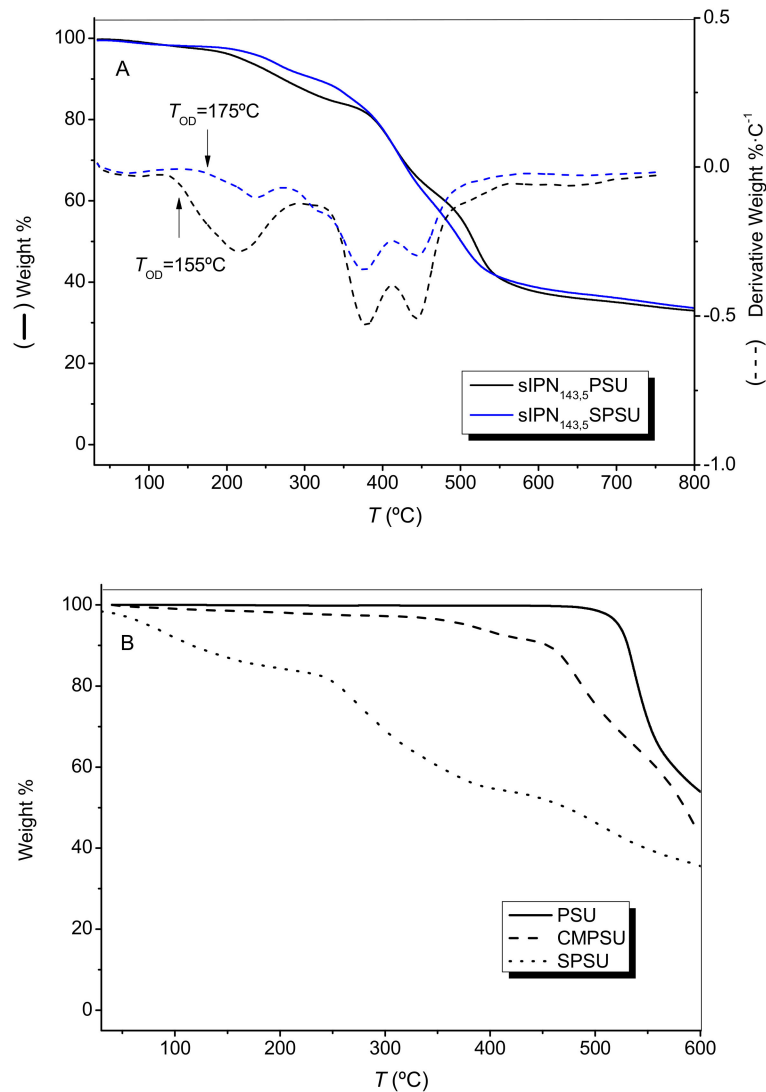 A
100
80
60
40
20
0
(—) Weight %
0.5
0.0
-0.5
-1.0
(---) Derivative Weight %·C-1
TOD=175ºC
TOD=155ºC
sIPN143,5PSU
sIPN143,5SPSU
100 200 300 400 500 600 700 800
T (ºC)
B
100
80
60
40
20
0
Weight %
PSU
CMPSU
SPSU
100 200 300 400 500 600
T (ºC)